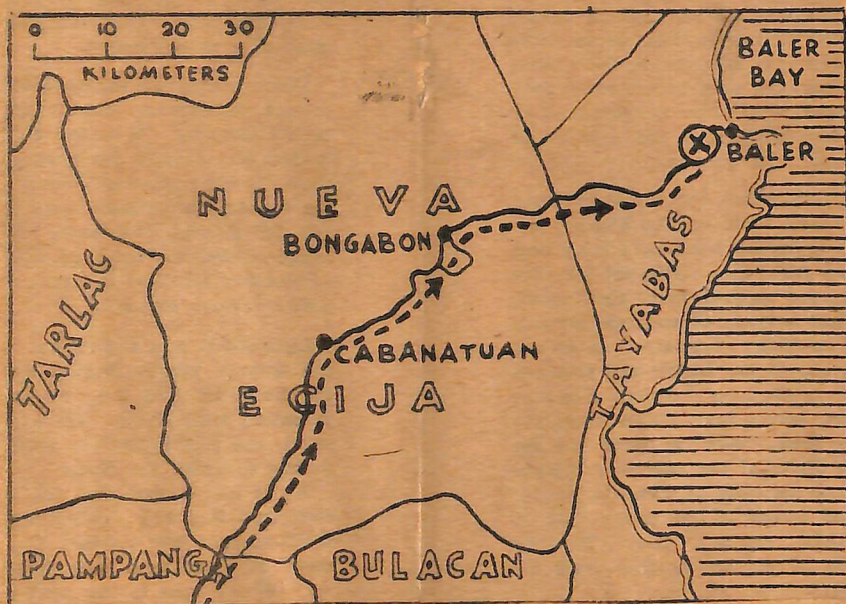 0 10 20 30
KILOMETERS
BALER
BAY
X
BALER
NUEVA
BONGABON
TARLAC
TAYABAS
CABANATUAN
ECIJA
PAMPANGA
BULACAN